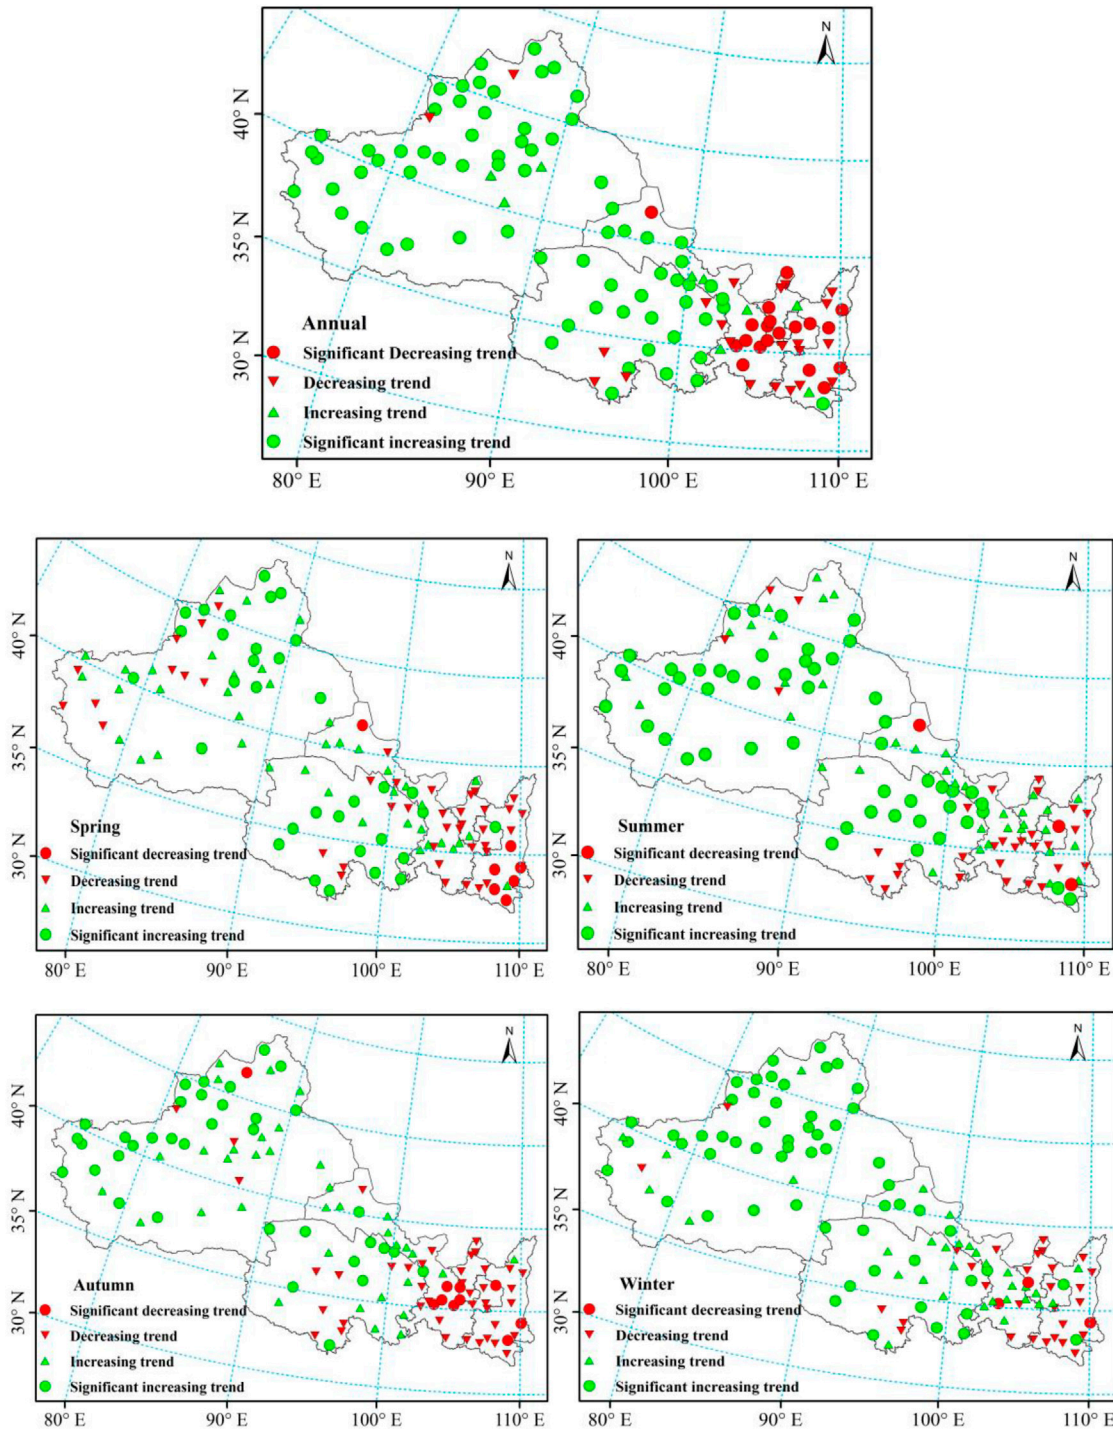 N
40° N
35° N
30° N
Annual
Significant Decreasing trend
Decreasing trend
Increasing trend
Significant increasing trend
80° E 90° E 100° E 110° E
N
40° N
35° N
30° N
Spring
Significant decreasing trend
Decreasing trend
Increasing trend
Significant increasing trend
80° E 90° E 100° E 110° E
N
40° N
35° N
30° N
Summer
Significant decreasing trend
Decreasing trend
Increasing trend
Significant increasing trend
80° E 90° E 100° E 110° E
N
40° N
35° N
30° N
Autumn
Significant decreasing trend
Decreasing trend
Increasing trend
Significant increasing trend
80° E 90° E 100° E 110° E
N
40° N
35° N
30° N
Winter
Significant decreasing trend
Decreasing trend
Increasing trend
Significant increasing trend
80° E 90° E 100° E 110° E